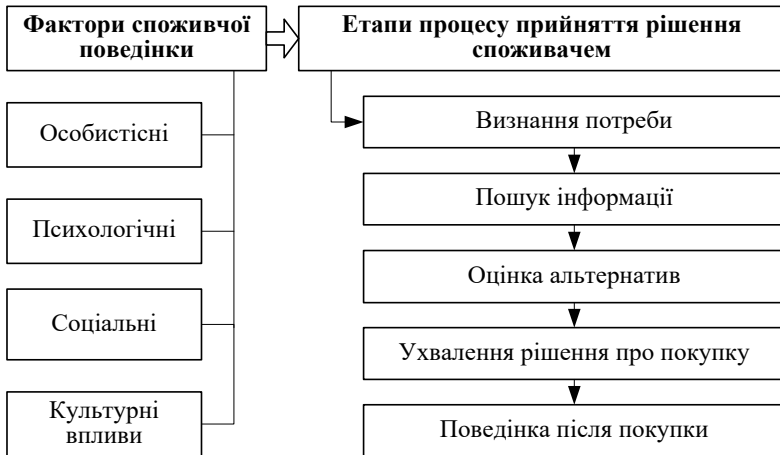 Фактори споживчої
поведінки
Етапи процесу прийняття рішення
споживачем
Особистісні
Психологічні
Соціальні
Культурні
впливи
Визнання потреби
Пошук інформації
Оцінка альтернатив
Ухвалення рішення про покупку
Поведінка після покупки